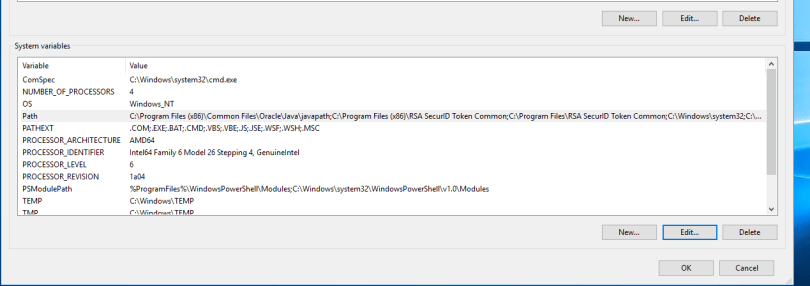 New... Edit... Delete
System variables
Variable Value
ComSpec C:\Windows\system32\cmd.exe
NUMBER_OF_PROCESSORS 4
OS Windows_NT
Path C:\Program Files (x86)\Common Files\Oracle\Java\javapath;C:\Program Files (x86)\RSA SecurID Token Common;C:\Program Files\RSA SecurID Token Common;C:\Windows\system32;C:\...
PATHEXT .COM;.EXE;.BAT;.CMD;.VBS;.VBE;.JS;.JSE;.WSF;.WSH;.MSC
PROCESSOR_ARCHITECTURE AMD64
PROCESSOR_IDENTIFIER Intel64 Family 6 Model 26 Stepping 4, GenuineIntel
PROCESSOR_LEVEL 6
PROCESSOR_REVISION 1a04
PSModulePath %ProgramFiles%\WindowsPowerShell\Modules;C:\Windows\system32\WindowsPowerShell\v1.0\Modules
TEMP C:\Windows\TEMP
TMP C:\Windows\TEMP
New... Edit... Delete
OK Cancel